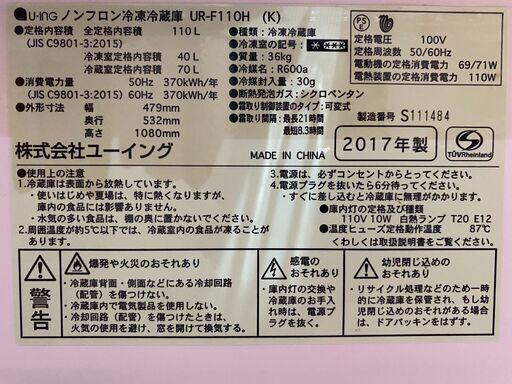 U-ING ノンフロン冷凍冷蔵庫 UR-F110H (K)
●定格内容積 全定格内容積 110L
(JIS C9801-3:2015)
冷凍室定格内容積 40L
冷蔵室定格内容積 70L
●消費電力量 50Hz 370kWh/年
(JIS C9801-3:2015) 60Hz 370kWh/年
●外形寸法 幅 479mm
奥行 532mm
高さ 1080mm
●種類:冷凍冷蔵庫
●冷凍室の記号:* ***
●質量:36kg
●冷媒:R600a
●冷媒封入量:30g
●断熱発泡ガス:シクロペンタン
●霜取り制御装置のタイプ:可変式
●霜取り間隔:最長21時間
最短8.3時間
PSE
定格電圧 100V
定格周波数 50/60Hz
電動機の定格消費電力 69/71W
電熱装置の定格消費電力 110W
製造番号 S111484
株式会社ユーイング
MADE IN CHINA
2017年製
TÜVRheinland
●使用上の注意
1.冷蔵庫は表面から放熱しています。
・使いはじめや夏場は、特に熱くなりますが、
庫内の食品には影響はありません。
・水気の多い食品は、棚の奥に置かないでください。
2.周囲温度が約5℃以下では、
冷蔵室内の食品が凍ることが
あります。
3.電源は、必ずコンセントからとってください。
4.電源プラグを抜いたら6分待ってください。
・すぐに差し込むと冷蔵庫に無理がかかります。
●庫内灯の定格及び種類
110V 10W 白熱ランプ T20 E12
●温度ヒューズ定格動作温度 87℃
くわしくは取扱説明書をご覧ください。
警告
爆発や火災のおそれあり
・冷蔵庫背面・側面などにある冷却回路
(配管)を傷つけない。
・冷蔵庫内で電気製品を使用しない。
・冷却回路(配管)を傷つけたときは、
火気の使用を避け、窓を開けて換気する。
感電の
おそれあり
・庫内灯の交換や
冷蔵庫のお手入
れ時は、電源プ
ラグを抜く。
幼児閉じ込めの
おそれあり
・リサイクル処理などのため、一時的
に冷蔵庫を保管され、もし幼児
閉じ込めのおそれがあるときは、
ドアパッキンをはずす。